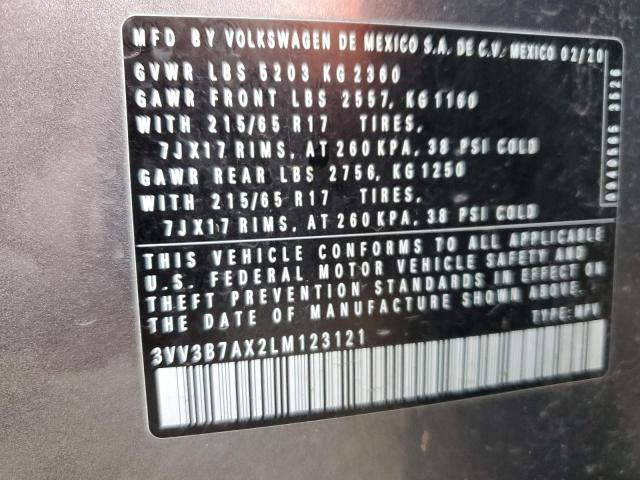 MFD BY VOLKSWAGEN DE MEXICO S.A. DE C.V. MEXICO 02/20
GVWR LBS 5203 KG 2360
GAWR FRONT LBS 2557, KG 1160
WITH 215/65 R17 TIRES,
7JX17 RIMS, AT 260 KPA, 38 PSI COLD
GAWR REAR LBS 2756, KG 1250
WITH 215/65 R17 TIRES,
7JX17 RIMS, AT 260 KPA, 38 PSI COLD
THIS VEHICLE CONFORMS TO ALL APPLICABLE
U.S. FEDERAL MOTOR VEHICLE SAFETY AND
THEFT PREVENTION STANDARDS IN EFFECT ON
THE DATE OF MANUFACTURE SHOWN ABOVE.
TYPE: MPV
3VV3B7AX2LM123121